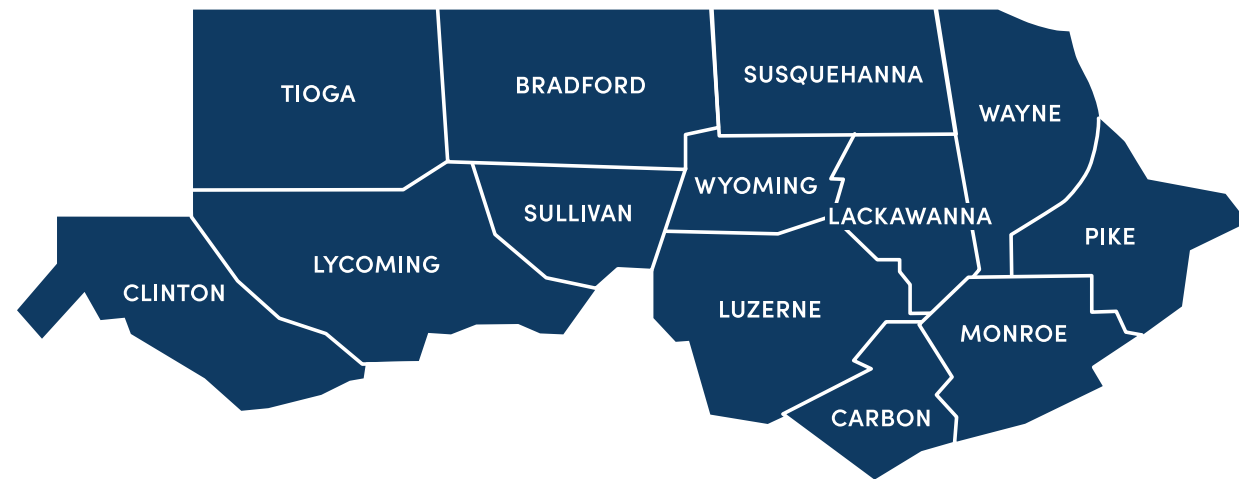 SUSQUEHANNA
BRADFORD
TIOGA
WAYNE
WYOMING
SULLIVAN
LACKAWANNA
PIKE
LYCOMING
CLINTON
LUZERNE
MONROE
CARBON